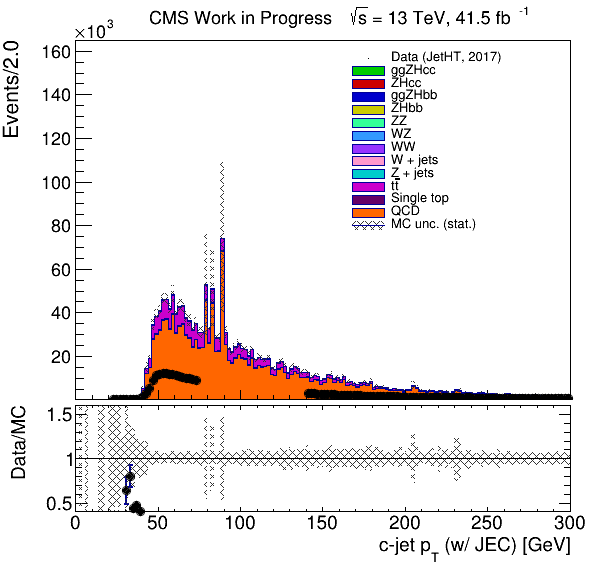 CMS Work in Progress √s = 13 TeV, 41.5 fb⁻¹
×10³
Events/2.0
160
140
120
100
80
60
40
20
Data (JetHT, 2017)
ggZHcc
ZHcc
ggZHbb
ZHbb
ZZ
WZ
WW
W + jets
Z + jets
tt̅
Single top
QCD
MC unc. (stat.)
Data/MC
1.5
1
0.5
0 50 100 150 200 250 300
c-jet p_T (w/ JEC) [GeV]